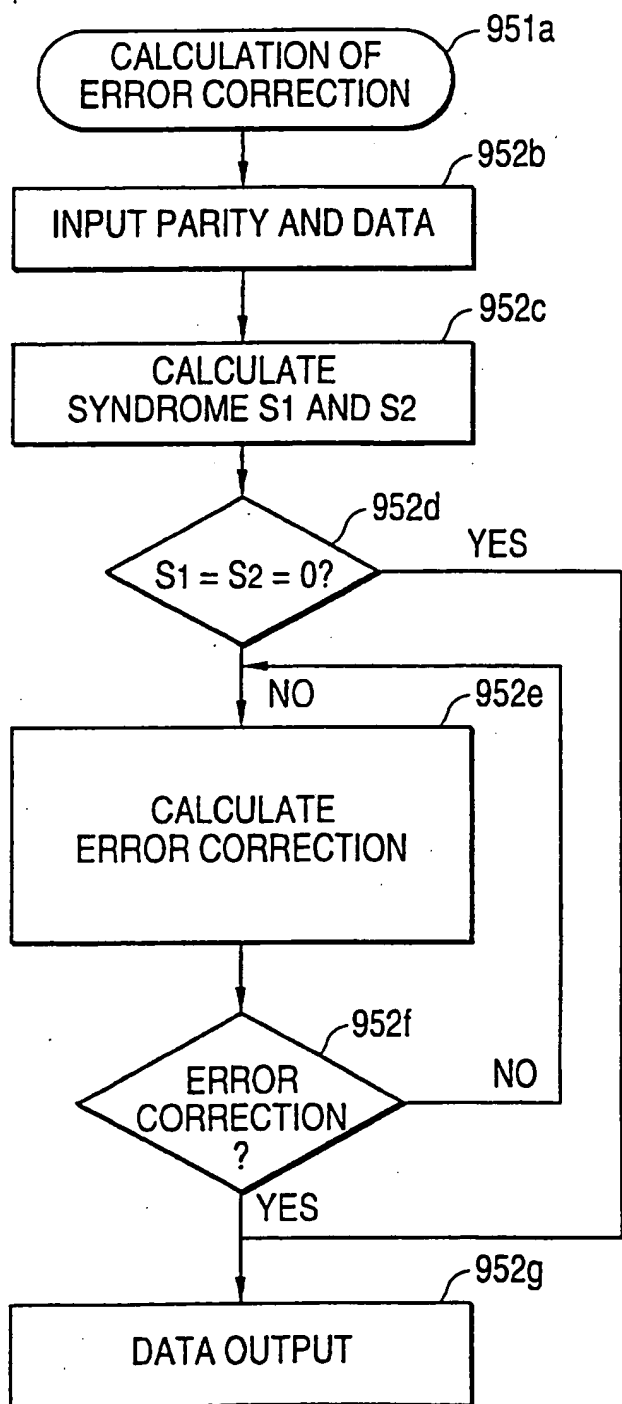 951a
CALCULATION OF
ERROR CORRECTION
952b
INPUT PARITY AND DATA
952c
CALCULATE
SYNDROME S1 AND S2
952d
S1 = S2 = 0?
YES
NO
952e
CALCULATE
ERROR CORRECTION
952f
ERROR
CORRECTION
?
NO
YES
952g
DATA OUTPUT